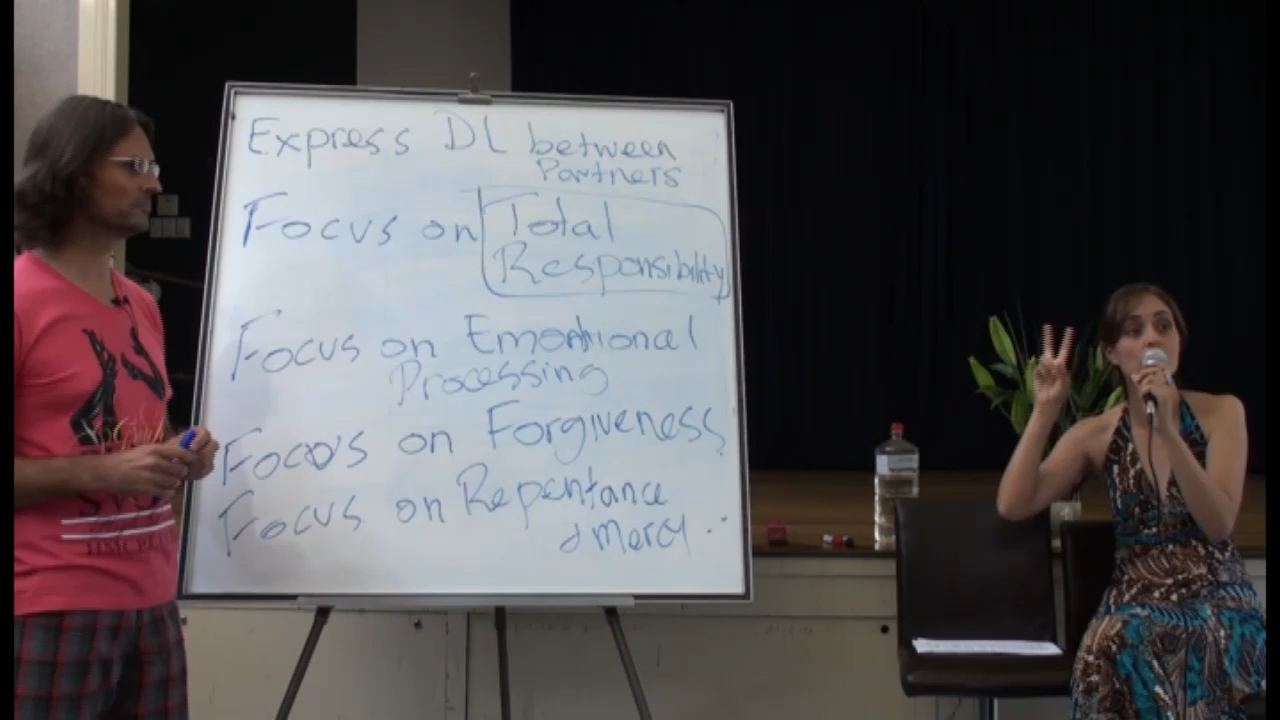 Express DL between
Partners
Focus on Total
Responsibility
Focus on Emotional
Processing
Focus on Forgiveness
Focus on Repentance
& Mercy.